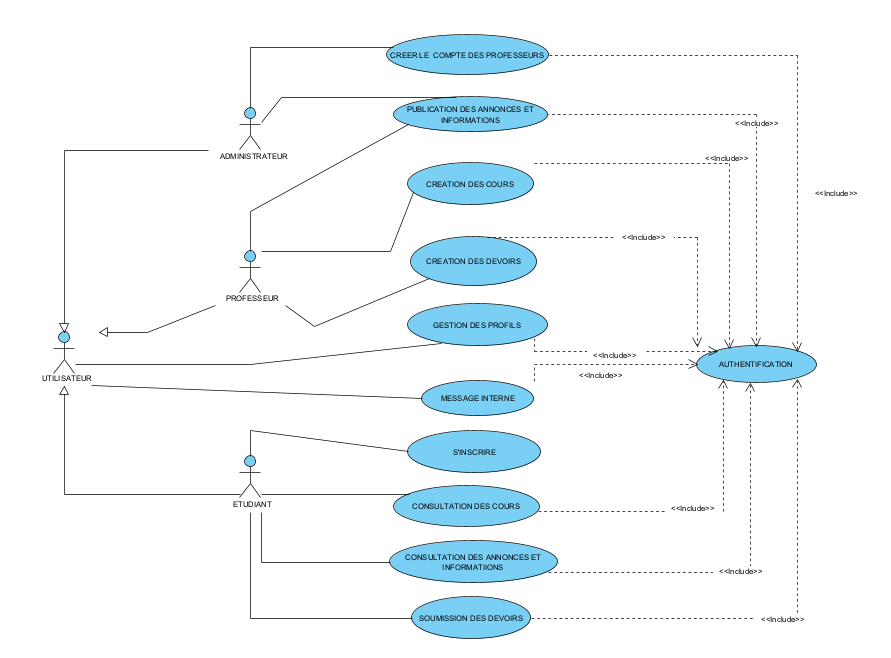 CREER LE COMPTE DES PROFESSEURS
PUBLICATION DES ANNONCES ET
INFORMATIONS
<<Include>>
ADMINISTRATEUR
<<Include>>
CREATION DES COURS
<<Include>>
<<Include>>
CREATION DES DEVOIRS
PROFESSEUR
GESTION DES PROFILS
<<Include>>
AUTHENTIFICATION
UTILISATEUR
<<Include>>
MESSAGE INTERNE
S'INSCRIRE
ETUDIANT
CONSULTATION DES COURS
<<Include>>
CONSULTATION DES ANNONCES ET
INFORMATIIONS
<<Include>>
SOUMISSION DES DEVOIRS
<<Include>>